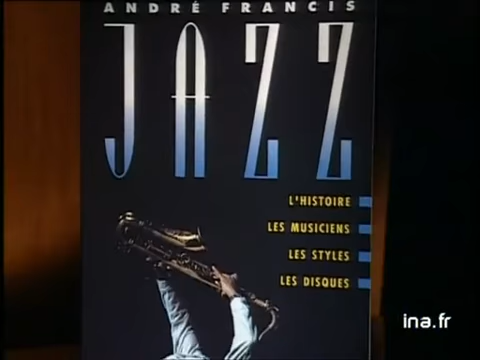 ANDRÉ FRANCIS
JAZZ
L'HISTOIRE
LES MUSICIENS
LES STYLES
LES DISQUES
ina.fr